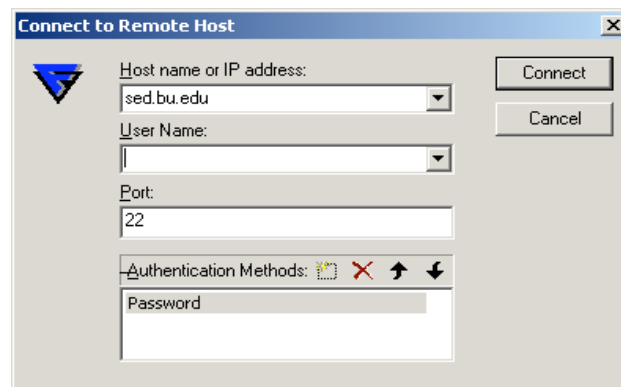 Connect to Remote Host
Host name or IP address:
Connect
sed.bu.edu
Cancel
User Name:
Port:
22
Authentication Methods:
Password